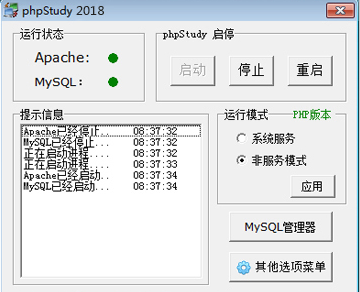 phpStudy 2018
运行状态
Apache:
MySQL:
phpStudy 启停
启动 停止 重启
提示信息
Apache已经停止.. 08:37:32
MySQL已经停止... 08:37:32
正在启动进程.... 08:37:32
正在启动进程.... 08:37:33
Apache已经启动.. 08:37:34
MySQL已经启动... 08:37:34
运行模式 PHP版本
系统服务
非服务模式
应用
MySQL管理器
其他选项菜单